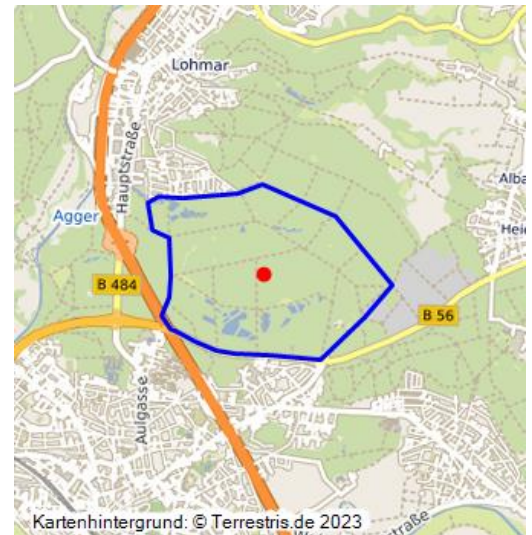 Lohmar
Hauptstraße
Alba
Agger
Heid
B 484
B 56
Aulgasse
straße
Kartenhintergrund: © Terrestris.de 2023